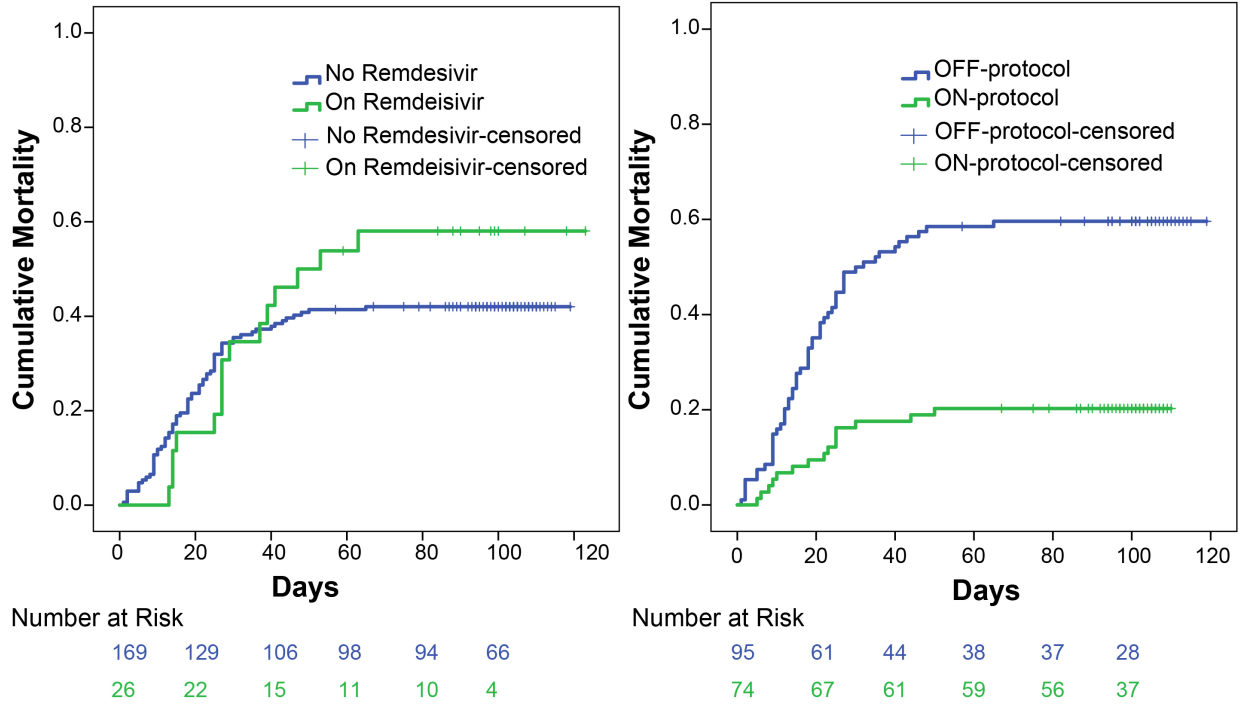 1.0
0.8
0.6
0.4
0.2
0.0
Cumulative Mortality
No Remdesivir
On Remdeisivir
No Remdesivir-censored
On Remdeisivir-censored
0 20 40 60 80 100 120
Days
Number at Risk
169 129 106 98 94 66
26 22 15 11 10 4
1.0
0.8
0.6
0.4
0.2
0.0
Cumulative Mortality
OFF-protocol
ON-protocol
OFF-protocol-censored
ON-protocol-censored
0 20 40 60 80 100 120
Days
Number at Risk
95 61 44 38 37 28
74 67 61 59 56 37